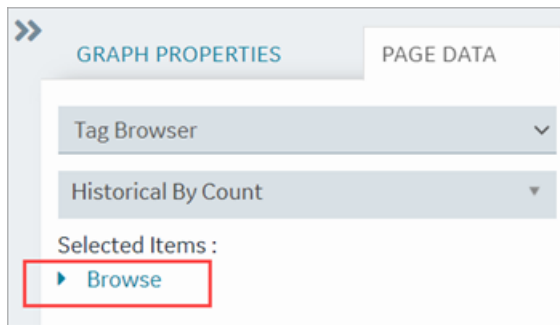 GRAPH PROPERTIES
PAGE DATA
Tag Browser
Historical By Count
Selected Items :
Browse